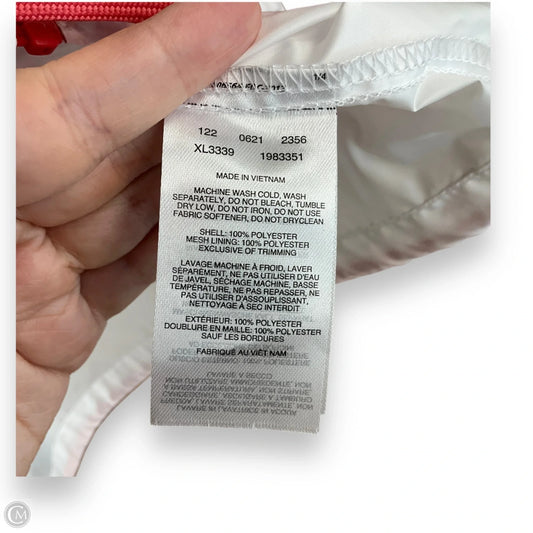 1/4
122 0621 2356
XL3339 1983351
MADE IN VIETNAM
MACHINE WASH COLD, WASH
SEPARATELY, DO NOT BLEACH, TUMBLE
DRY LOW, DO NOT IRON, DO NOT USE
FABRIC SOFTENER, DO NOT DRYCLEAN
SHELL: 100% POLYESTER
MESH LINING: 100% POLYESTER
EXCLUSIVE OF TRIMMING
LAVAGE MACHINE À FROID, LAVER
SÉPARÉMENT, NE PAS UTILISER D'EAU
DE JAVEL, SÉCHAGE MACHINE, BASSE
TEMPÉRATURE, NE PAS REPASSER, NE
PAS UTILISER D'ASSOUPLISSANT,
NETTOYAGE À SEC INTERDIT
EXTÉRIEUR: 100% POLYESTER
DOUBLURE EN MAILLE: 100% POLYESTER
SAUF LES BORDURES
FABRIQUÉ AU VIÊT NAM
CM